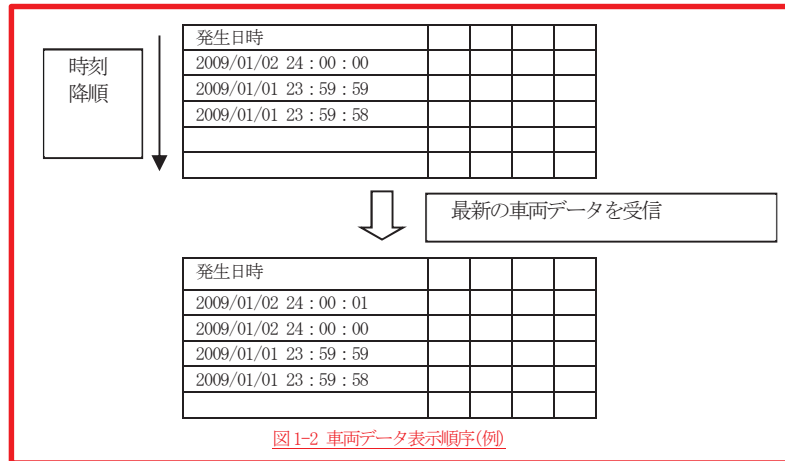 時刻
降順
発生日時
2009/01/02 24：00：00
2009/01/01 23：59：59
2009/01/01 23：59：58
最新の車両データを受信
発生日時
2009/01/02 24：00：01
2009/01/02 24：00：00
2009/01/01 23：59：59
2009/01/01 23：59：58
図1-2 車両データ表示順序(例)